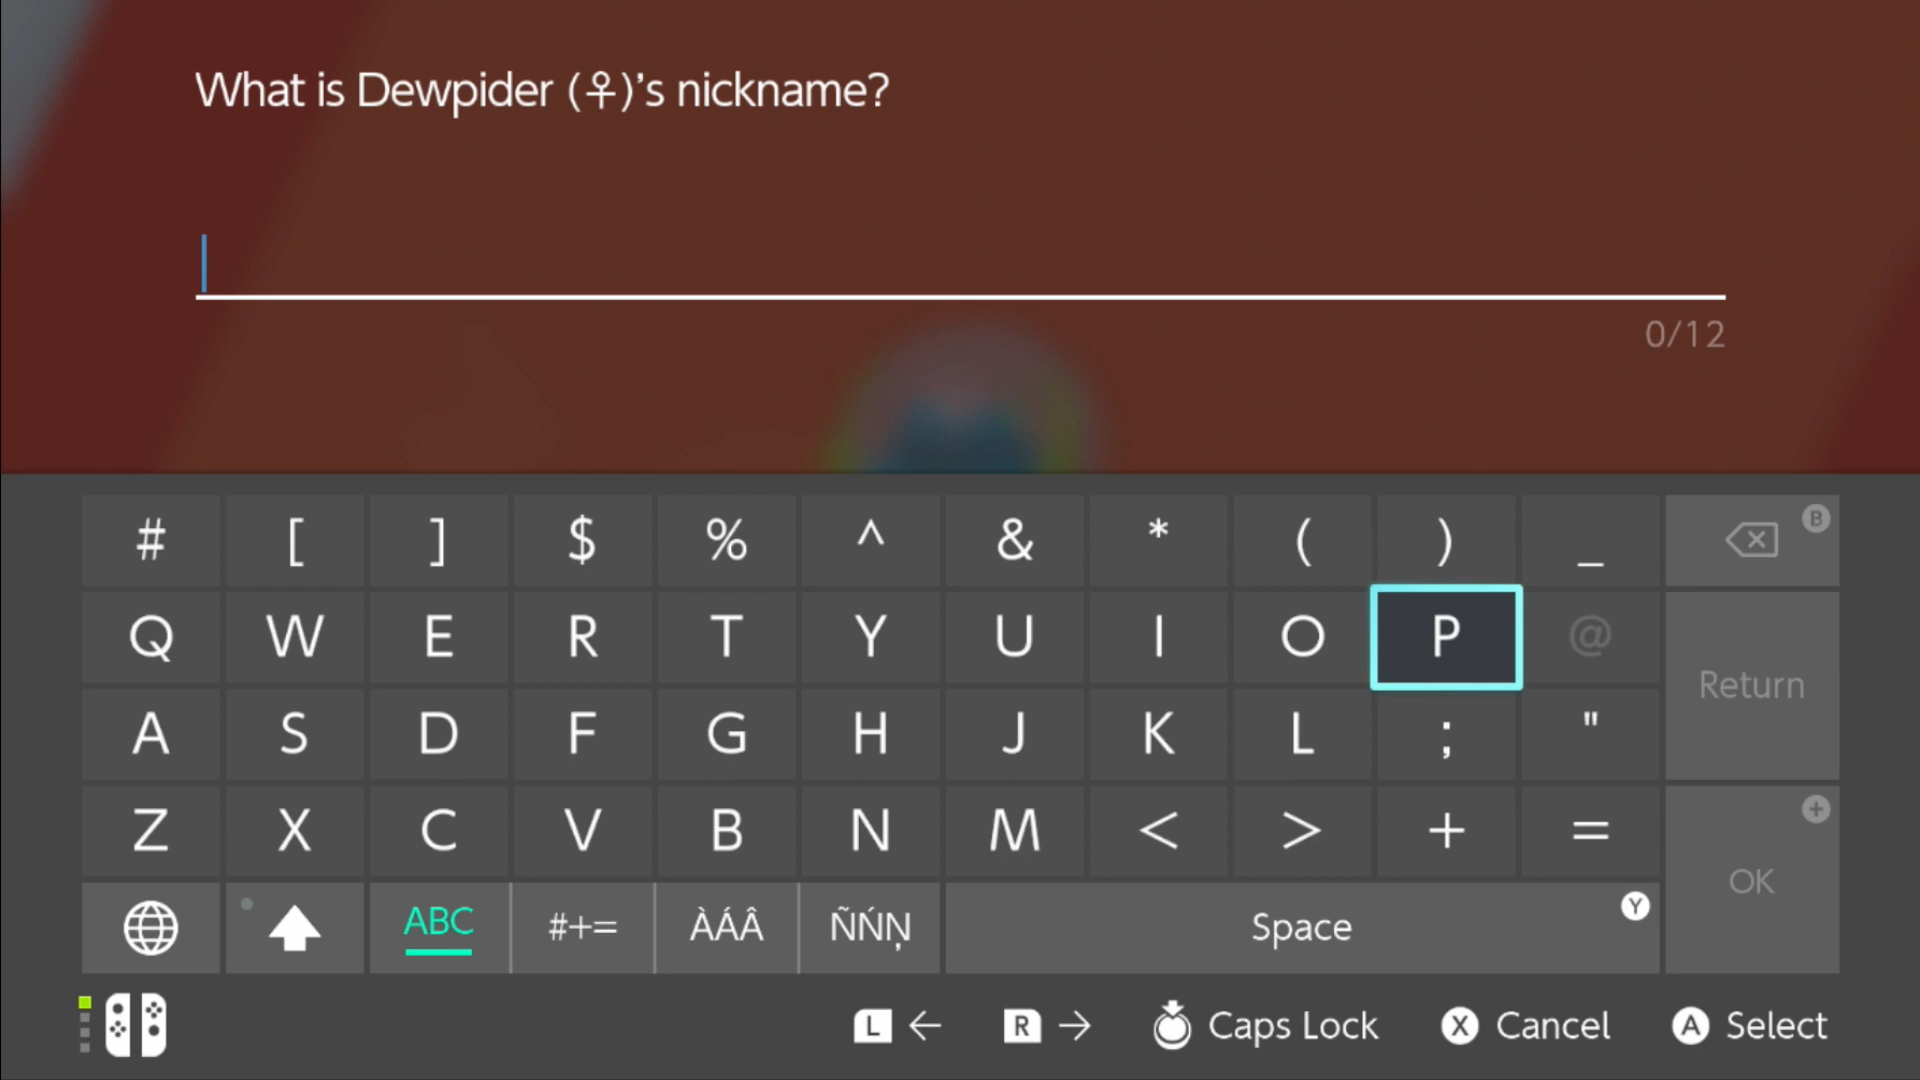 What is Dewpider (♀)'s nickname?
0/12
# [ ] $ % ^ & * ( ) _ B
Q W E R T Y U I O P @ Return
A S D F G H J K L ; "
Z X C V B N M < > + = OK
ABC #+= ÀÁÂ ÑŃŅ Space Y
L ← R → Caps Lock X Cancel A Select